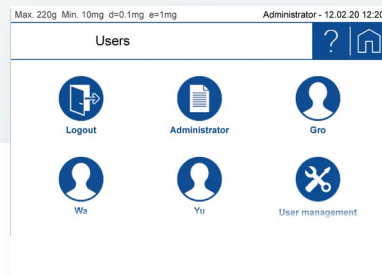 Max. 220g Min. 10mg d=0.1mg e=1mg Administrator - 12.02.20 12:20
Users ?
Logout Administrator Gro
Wa Yu User management